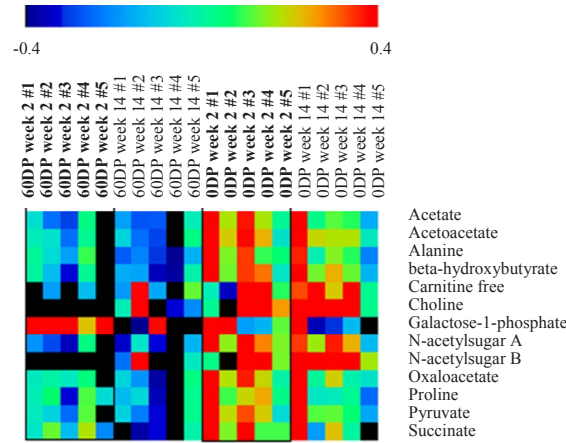 -0.4 0.4
60DP week 2 #1
60DP week 2 #2
60DP week 2 #3
60DP week 2 #4
60DP week 2 #5
60DP week 14 #1
60DP week 14 #2
60DP week 14 #3
60DP week 14 #4
60DP week 14 #5
0DP week 2 #1
0DP week 2 #2
0DP week 2 #3
0DP week 2 #4
0DP week 2 #5
0DP week 14 #1
0DP week 14 #2
0DP week 14 #3
0DP week 14 #4
0DP week 14 #5
Acetate
Acetoacetate
Alanine
beta-hydroxybutyrate
Carnitine free
Choline
Galactose-1-phosphate
N-acetylsugar A
N-acetylsugar B
Oxaloacetate
Proline
Pyruvate
Succinate